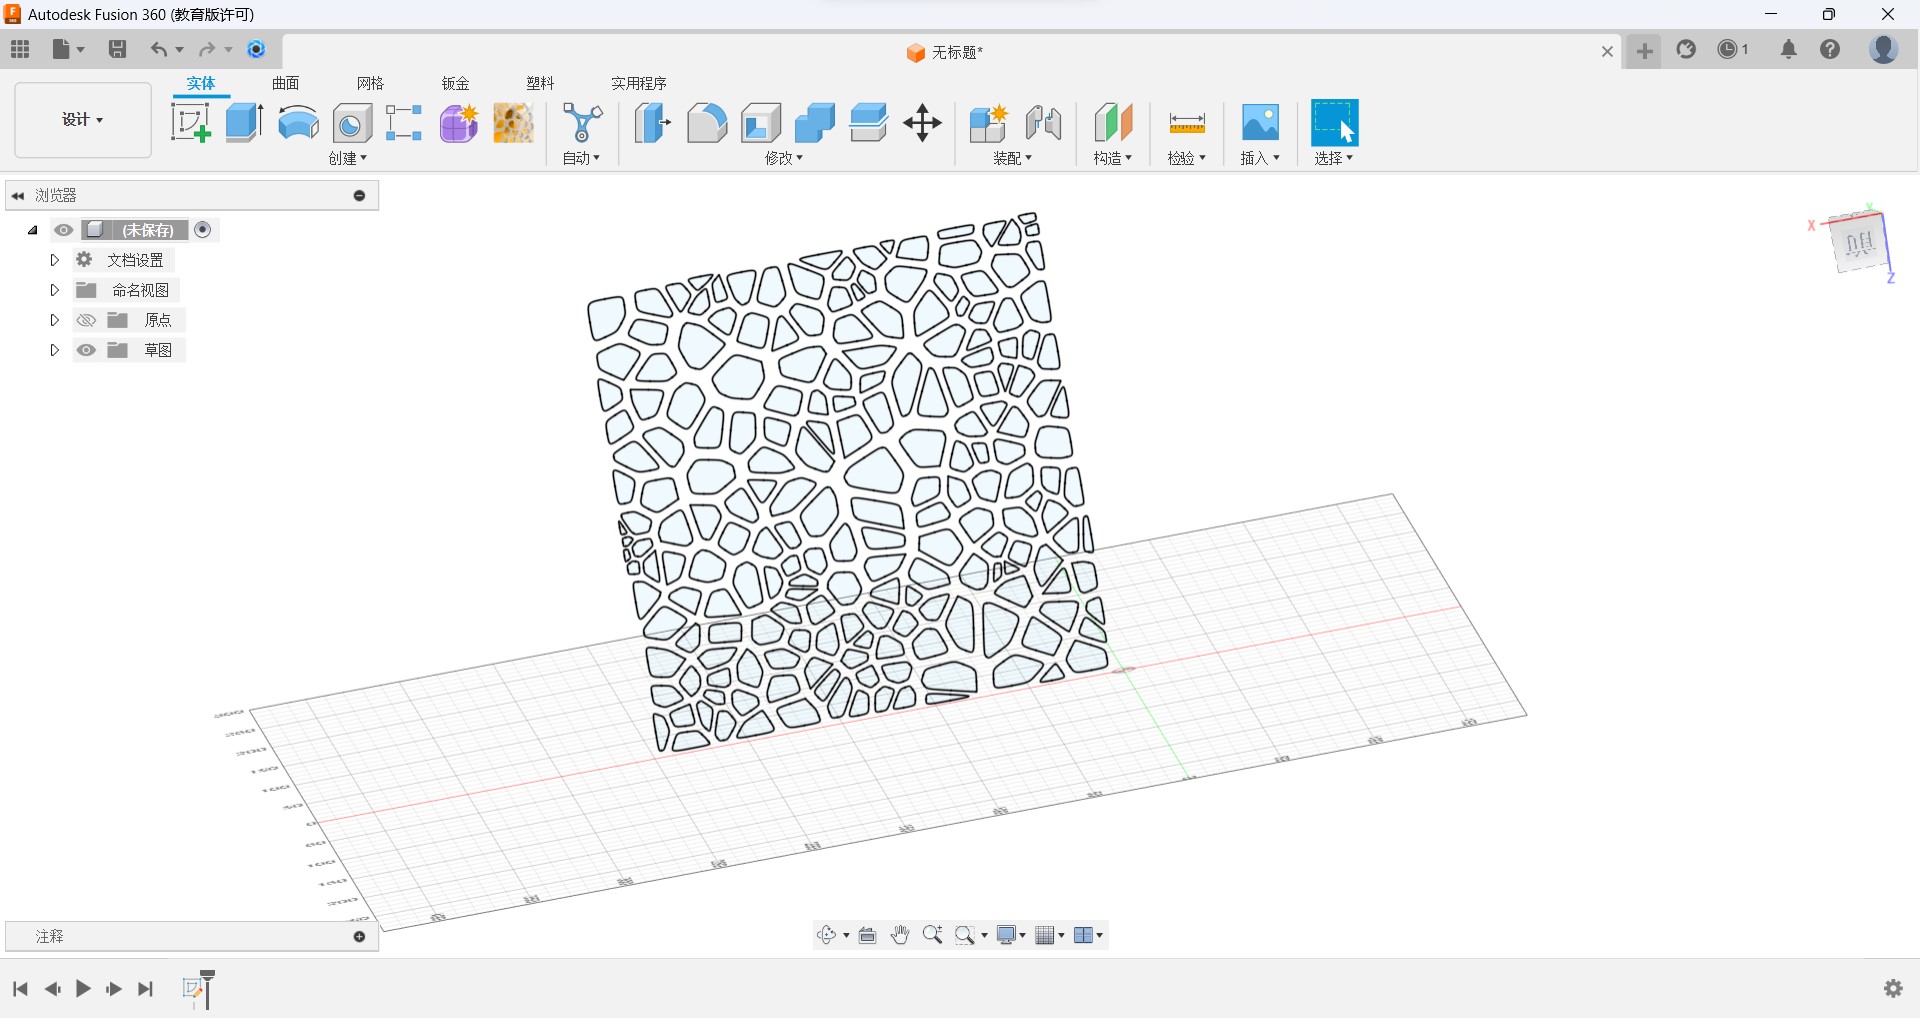 Autodesk Fusion 360 (教育版许可)
无标题*
1
实体 曲面 网格 钣金 塑料 实用程序
设计
创建 自动 修改 装配 构造 检验 插入 选择
浏览器
(未保存)
文档设置
命名视图
原点
草图
X
Y
Z
注释